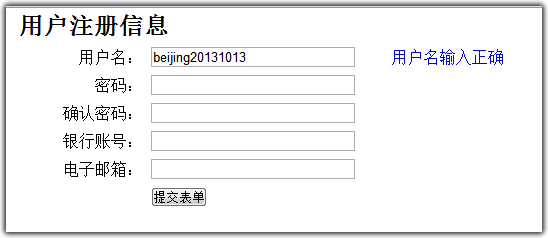 用户注册信息
用户名： beijing20131013 用户名输入正确
密码：
确认密码：
银行账号：
电子邮箱：
提交表单